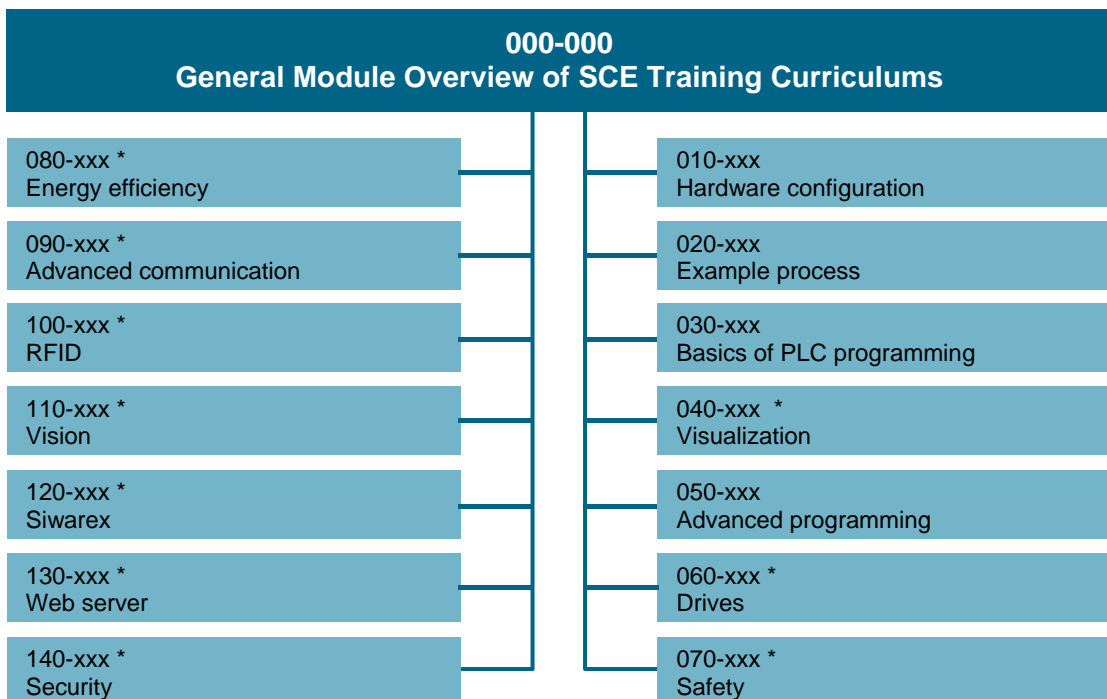 000-000
General Module Overview of SCE Training Curriculums
080-xxx *
Energy efficiency
090-xxx *
Advanced communication
100-xxx *
RFID
110-xxx *
Vision
120-xxx *
Siwarex
130-xxx *
Web server
140-xxx *
Security
010-xxx
Hardware configuration
020-xxx
Example process
030-xxx
Basics of PLC programming
040-xxx  *
Visualization
050-xxx
Advanced programming
060-xxx *
Drives
070-xxx *
Safety